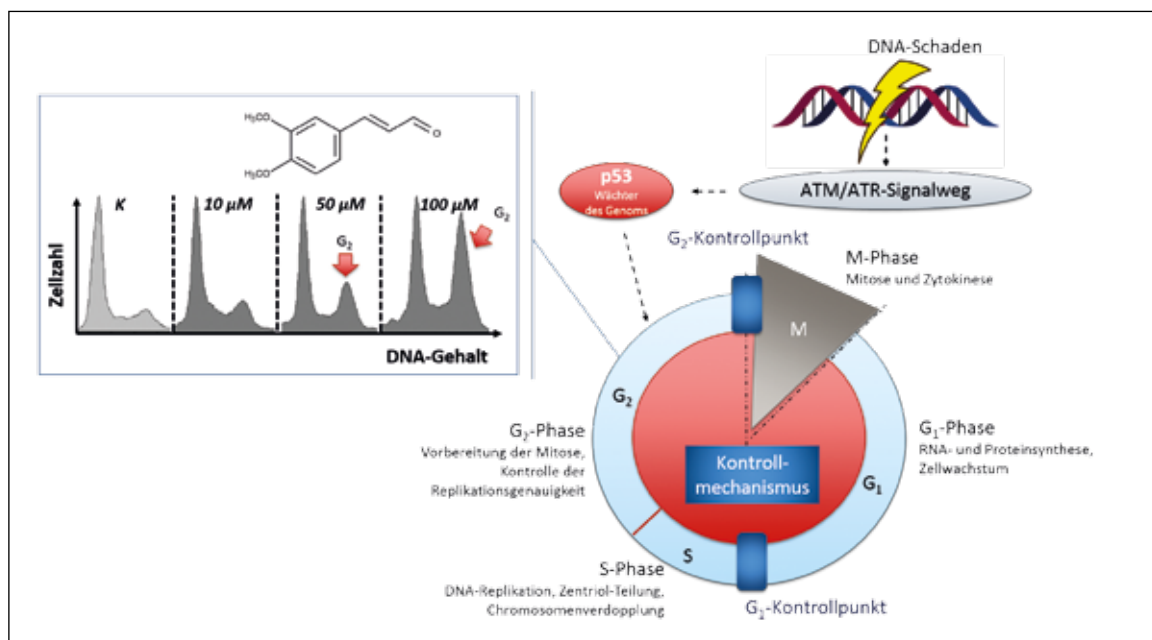 H₃CO
H₃CO
O
K
10 µM
50 µM
100 µM
G₂
G₂
Zellzahl
DNA-Gehalt
DNA-Schaden
ATM/ATR-Signalweg
p53
Wächter
des Genoms
G₂-Kontrollpunkt
M-Phase
Mitose und Zytokinese
M
G₂
G₂-Phase
Vorbereitung der Mitose,
Kontrolle der
Replikationsgenauigkeit
Kontroll-
mechanismus
G₁
G₁-Phase
RNA- und Proteinsynthese,
Zellwachstum
S
S-Phase
DNA-Replikation, Zentriol-Teilung,
Chromosomenverdopplung
G₁-Kontrollpunkt